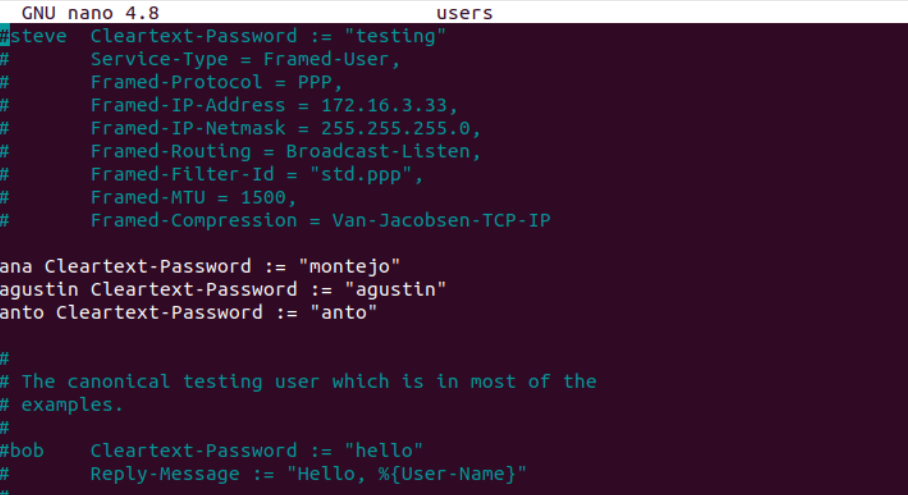 GNU nano 4.8 users
#steve Cleartext-Password := "testing"
# Service-Type = Framed-User,
# Framed-Protocol = PPP,
# Framed-IP-Address = 172.16.3.33,
# Framed-IP-Netmask = 255.255.255.0,
# Framed-Routing = Broadcast-Listen,
# Framed-Filter-Id = "std.ppp",
# Framed-MTU = 1500,
# Framed-Compression = Van-Jacobsen-TCP-IP
ana Cleartext-Password := "montejo"
agustin Cleartext-Password := "agustin"
anto Cleartext-Password := "anto"
#
# The canonical testing user which is in most of the
# examples.
#
#bob Cleartext-Password := "hello"
# Reply-Message := "Hello, %{User-Name}"
#